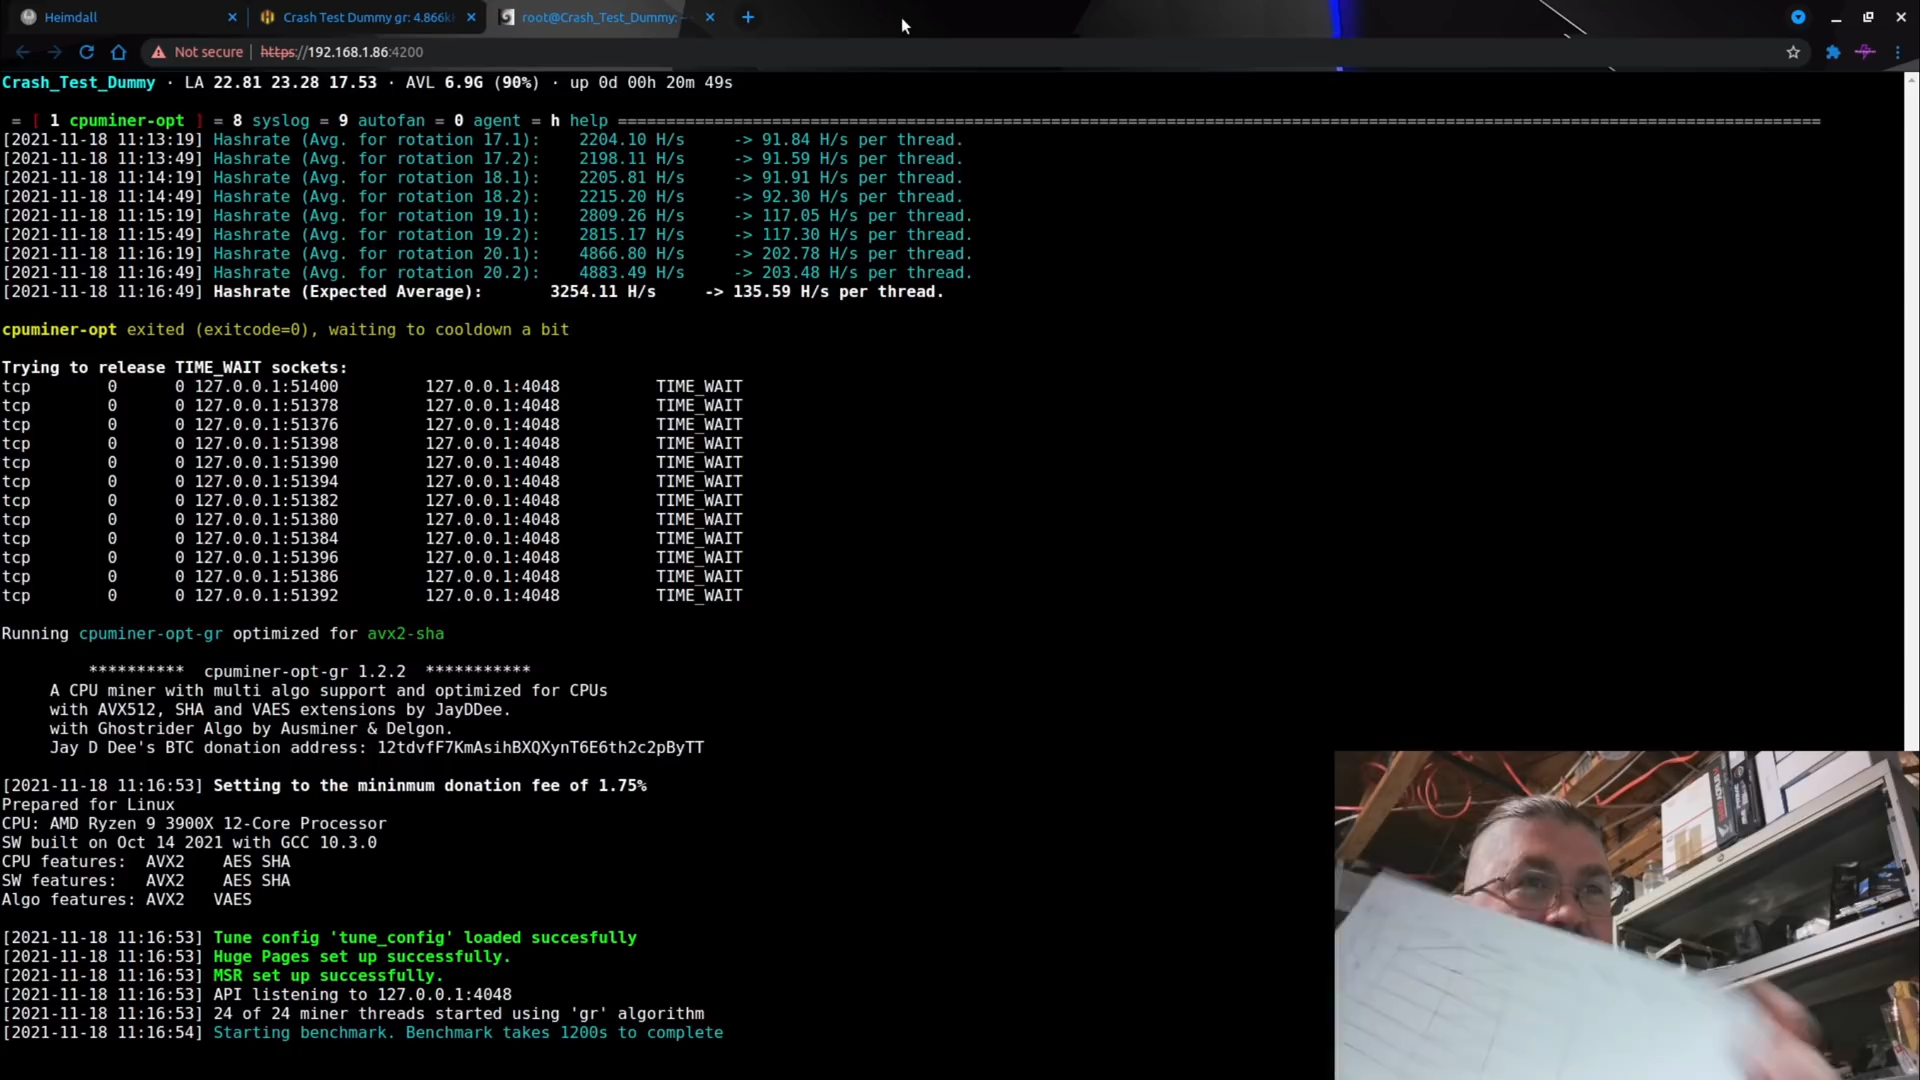 Heimdall
Crash Test Dummy gr: 4.866k
root@Crash_Test_Dummy: ~
Not secure https://192.168.1.86:4200
Crash_Test_Dummy · LA 22.81 23.28 17.53 · AVL 6.9G (90%) · up 0d 00h 20m 49s
= [ 1 cpuminer-opt ] = 8 syslog = 9 autofan = 0 agent = h help =============================================================================================================================
[2021-11-18 11:13:19] Hashrate (Avg. for rotation 17.1): 2204.10 H/s -> 91.84 H/s per thread.
[2021-11-18 11:13:49] Hashrate (Avg. for rotation 17.2): 2198.11 H/s -> 91.59 H/s per thread.
[2021-11-18 11:14:19] Hashrate (Avg. for rotation 18.1): 2205.81 H/s -> 91.91 H/s per thread.
[2021-11-18 11:14:49] Hashrate (Avg. for rotation 18.2): 2215.20 H/s -> 92.30 H/s per thread.
[2021-11-18 11:15:19] Hashrate (Avg. for rotation 19.1): 2809.26 H/s -> 117.05 H/s per thread.
[2021-11-18 11:15:49] Hashrate (Avg. for rotation 19.2): 2815.17 H/s -> 117.30 H/s per thread.
[2021-11-18 11:16:19] Hashrate (Avg. for rotation 20.1): 4866.80 H/s -> 202.78 H/s per thread.
[2021-11-18 11:16:49] Hashrate (Avg. for rotation 20.2): 4883.49 H/s -> 203.48 H/s per thread.
[2021-11-18 11:16:49] Hashrate (Expected Average): 3254.11 H/s -> 135.59 H/s per thread.
cpuminer-opt exited (exitcode=0), waiting to cooldown a bit
Trying to release TIME_WAIT sockets:
tcp 0 0 127.0.0.1:51400 127.0.0.1:4048 TIME_WAIT
tcp 0 0 127.0.0.1:51378 127.0.0.1:4048 TIME_WAIT
tcp 0 0 127.0.0.1:51376 127.0.0.1:4048 TIME_WAIT
tcp 0 0 127.0.0.1:51398 127.0.0.1:4048 TIME_WAIT
tcp 0 0 127.0.0.1:51390 127.0.0.1:4048 TIME_WAIT
tcp 0 0 127.0.0.1:51394 127.0.0.1:4048 TIME_WAIT
tcp 0 0 127.0.0.1:51382 127.0.0.1:4048 TIME_WAIT
tcp 0 0 127.0.0.1:51380 127.0.0.1:4048 TIME_WAIT
tcp 0 0 127.0.0.1:51384 127.0.0.1:4048 TIME_WAIT
tcp 0 0 127.0.0.1:51396 127.0.0.1:4048 TIME_WAIT
tcp 0 0 127.0.0.1:51386 127.0.0.1:4048 TIME_WAIT
tcp 0 0 127.0.0.1:51392 127.0.0.1:4048 TIME_WAIT
Running cpuminer-opt-gr optimized for avx2-sha
********** cpuminer-opt-gr 1.2.2 ***********
A CPU miner with multi algo support and optimized for CPUs
with AVX512, SHA and VAES extensions by JayDDee.
with Ghostrider Algo by Ausminer & Delgon.
Jay D Dee's BTC donation address: 12tdvfF7KmAsihBXQXynT6E6th2c2pByTT
[2021-11-18 11:16:53] Setting to the mininmum donation fee of 1.75%
Prepared for Linux
CPU: AMD Ryzen 9 3900X 12-Core Processor
SW built on Oct 14 2021 with GCC 10.3.0
CPU features: AVX2 AES SHA
SW features: AVX2 AES SHA
Algo features: AVX2 VAES
[2021-11-18 11:16:53] Tune config 'tune_config' loaded succesfully
[2021-11-18 11:16:53] Huge Pages set up successfully.
[2021-11-18 11:16:53] MSR set up successfully.
[2021-11-18 11:16:53] API listening to 127.0.0.1:4048
[2021-11-18 11:16:53] 24 of 24 miner threads started using 'gr' algorithm
[2021-11-18 11:16:54] Starting benchmark. Benchmark takes 1200s to complete